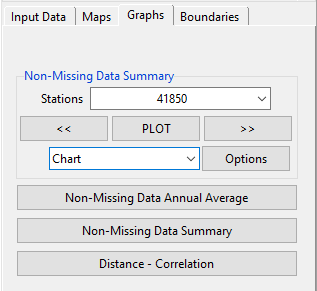 Input Data Maps Graphs Boundaries
Non-Missing Data Summary
Stations 41850
<< PLOT >>
Chart Options
Non-Missing Data Annual Average
Non-Missing Data Summary
Distance - Correlation